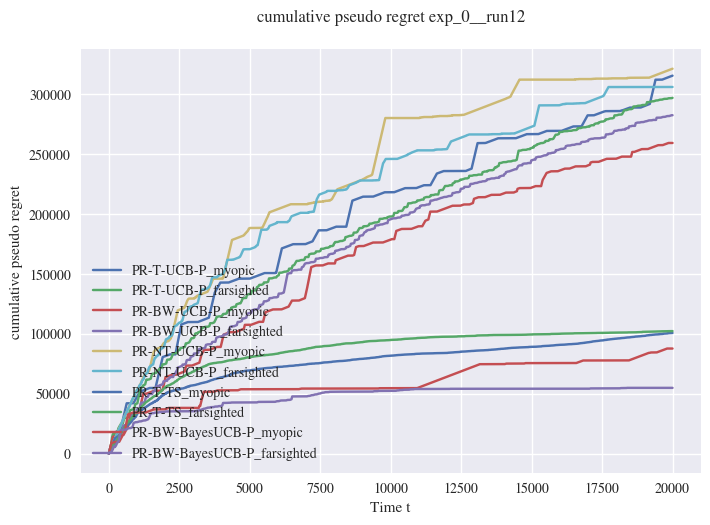 cumulative pseudo regret exp_0__run12
cumulative pseudo regret
300000
250000
200000
150000
100000
50000
0
PR-T-UCB-P_myopic
PR-T-UCB-P_farsighted
PR-BW-UCB-P_myopic
PR-BW-UCB-P_farsighted
PR-NT-UCB-P_myopic
PR-NT-UCB-P_farsighted
PR-T-TS_myopic
PR-T-TS_farsighted
PR-BW-BayesUCB-P_myopic
PR-BW-BayesUCB-P_farsighted
0 2500 5000 7500 10000 12500 15000 17500 20000
Time t